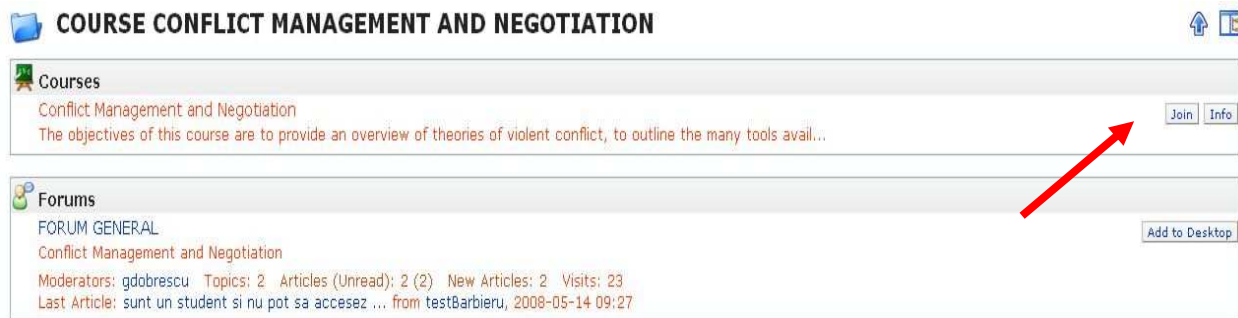 COURSE CONFLICT MANAGEMENT AND NEGOTIATION
Courses
Conflict Management and Negotiation
Join Info
The objectives of this course are to provide an overview of theories of violent conflict, to outline the many tools avail...
Forums
FORUM GENERAL
Add to Desktop
Conflict Management and Negotiation
Moderators: gdobrescu Topics: 2 Articles (Unread): 2 (2) New Articles: 2 Visits: 23
Last Article: sunt un student si nu pot sa accesez ... from testBarbieru, 2008-05-14 09:27